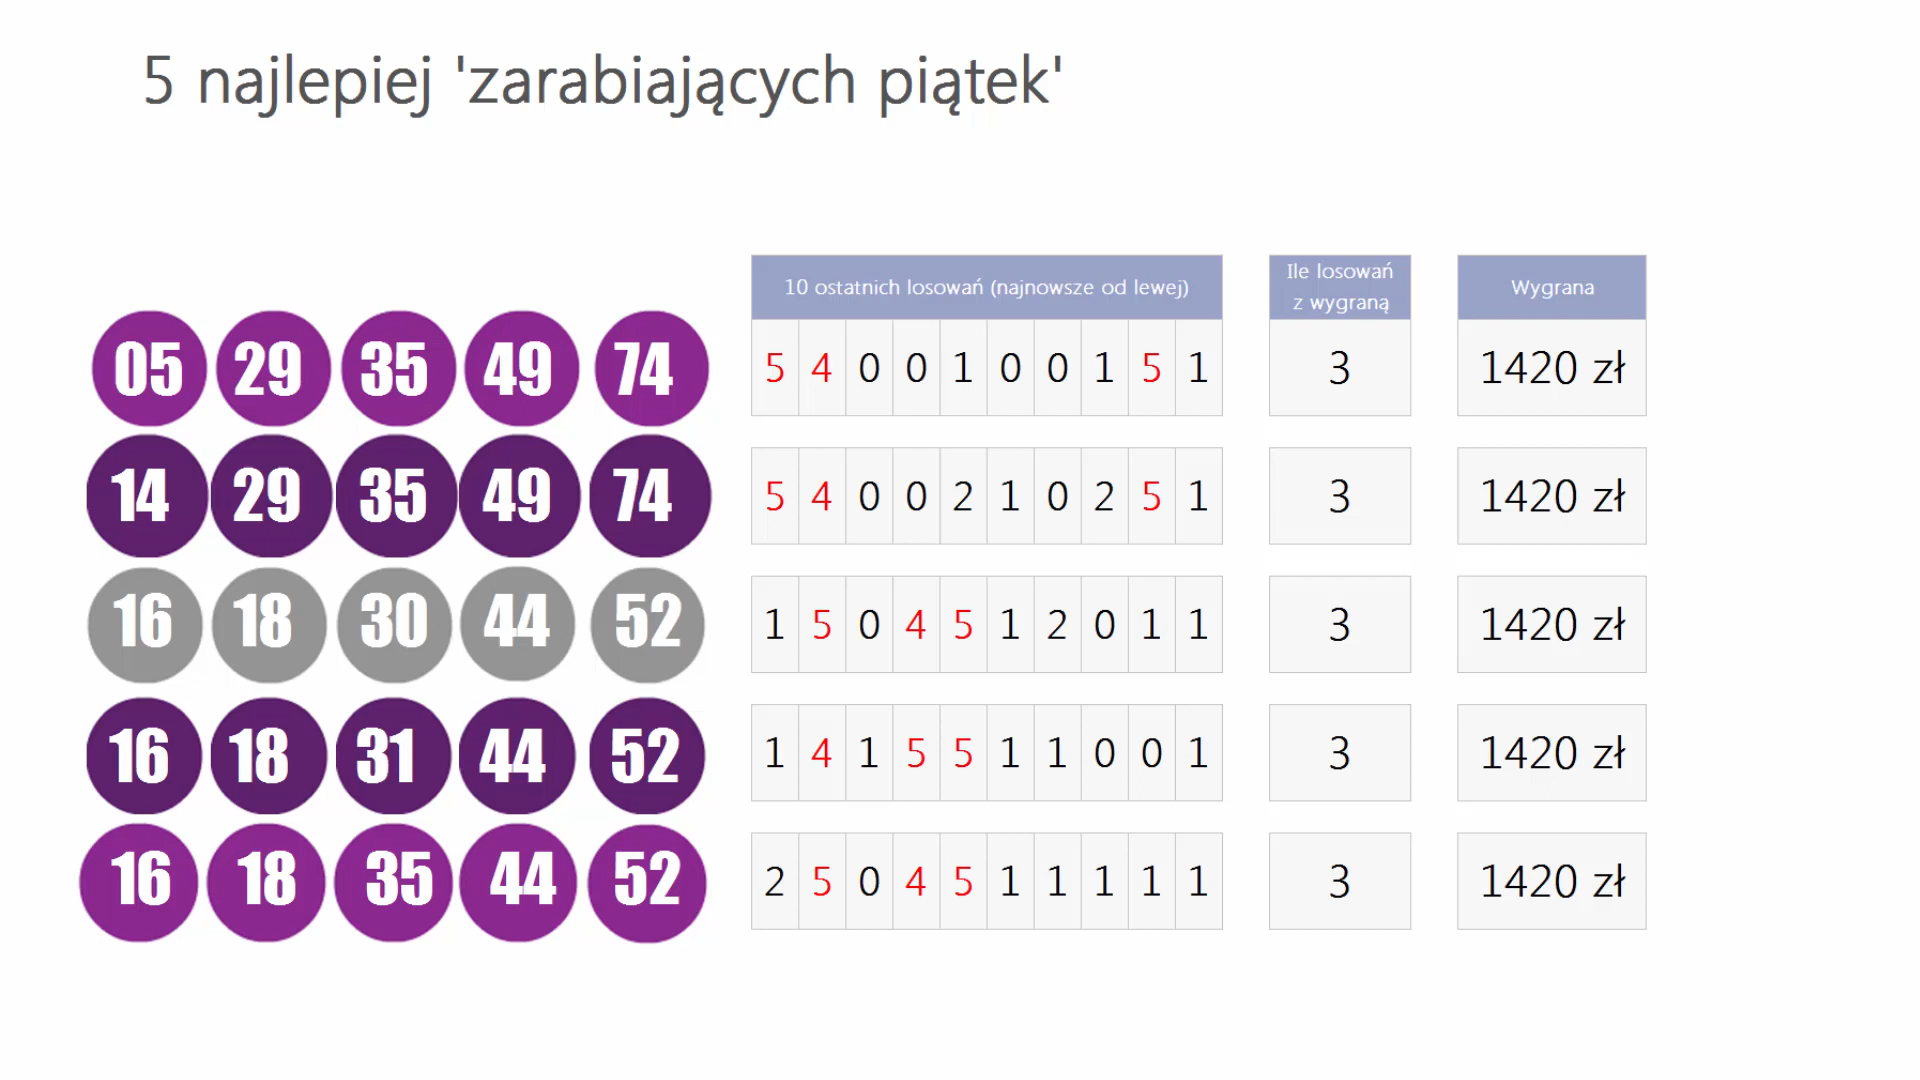 5 najlepiej 'zarabiających piątek'
10 ostatnich losowań (najnowsze od lewej)
Ile losowań
z wygraną
Wygrana
05 29 35 49 74 5 4 0 0 1 0 0 1 5 1 3 1420 zł
14 29 35 49 74 5 4 0 0 2 1 0 2 5 1 3 1420 zł
16 18 30 44 52 1 5 0 4 5 1 2 0 1 1 3 1420 zł
16 18 31 44 52 1 4 1 5 5 1 1 0 0 1 3 1420 zł
16 18 35 44 52 2 5 0 4 5 1 1 1 1 1 3 1420 zł